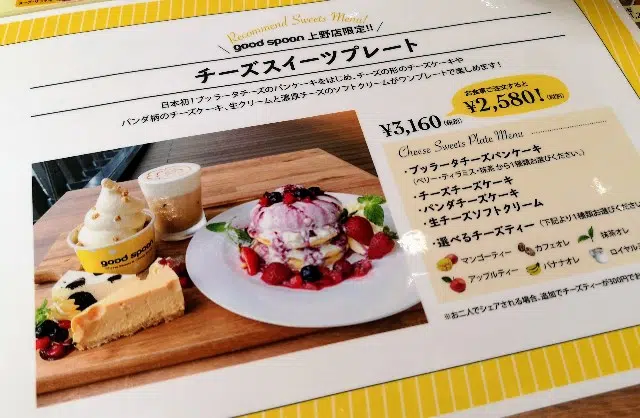 Recommend Sweets Menu!
good spoon 上野店限定!!
チーズスイーツプレート
日本初！ブッラータチーズのパンケーキをはじめ、チーズの形のチーズケーキや
パンダ柄のチーズケーキ、生クリームと濃厚チーズのソフトクリームがワンプレートで楽しめます！
お食事ご注文すると
¥2,580!(税別)
¥3,160(税別)
Cheese Sweets Plate Menu
・ブッラータチーズパンケーキ
（ベリー・ティラミス・抹茶 から1種類お選びください。）
・チーズチーズケーキ
・パンダチーズケーキ
・生チーズソフトクリーム
・選べるチーズティー（下記より1種類お選びくださ
マンゴーティー カフェオレ 抹茶オレ
アップルティー バナナオレ ロイヤル
※お二人でシェアされる場合、追加でチーズティーが300円で
good spoon